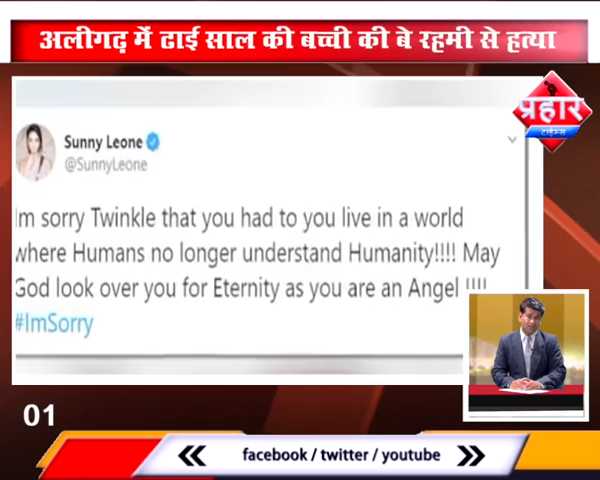 अलीगढ़ में ढाई साल की बच्ची की बे रहमी से हत्या
प्रहार
टाईम्स
Sunny Leone
@SunnyLeone
Im sorry Twinkle that you had to you live in a world
where Humans no longer understand Humanity!!!! May
God look over you for Eternity as you are an Angel !!!!
#ImSorry
01
facebook / twitter / youtube